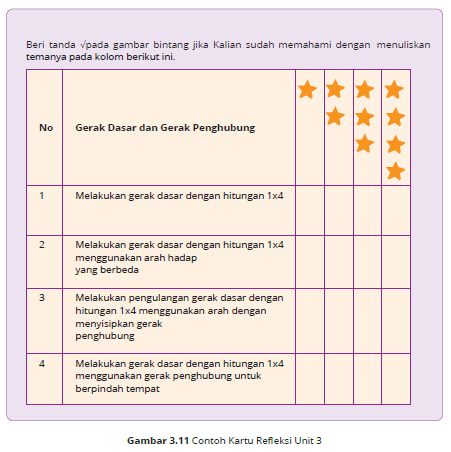 Beri tanda √pada gambar bintang jika Kalian sudah memahami dengan menuliskan
temanya pada kolom berikut ini.
No Gerak Dasar dan Gerak Penghubung
1 Melakukan gerak dasar dengan hitungan 1x4
2 Melakukan gerak dasar dengan hitungan 1x4
menggunakan arah hadap
yang berbeda
3 Melakukan pengulangan gerak dasar dengan
hitungan 1x4 menggunakan arah dengan
menyisipkan gerak
penghubung
4 Melakukan gerak dasar dengan hitungan 1x4
menggunakan gerak penghubung untuk
berpindah tempat
Gambar 3.11 Contoh Kartu Refleksi Unit 3